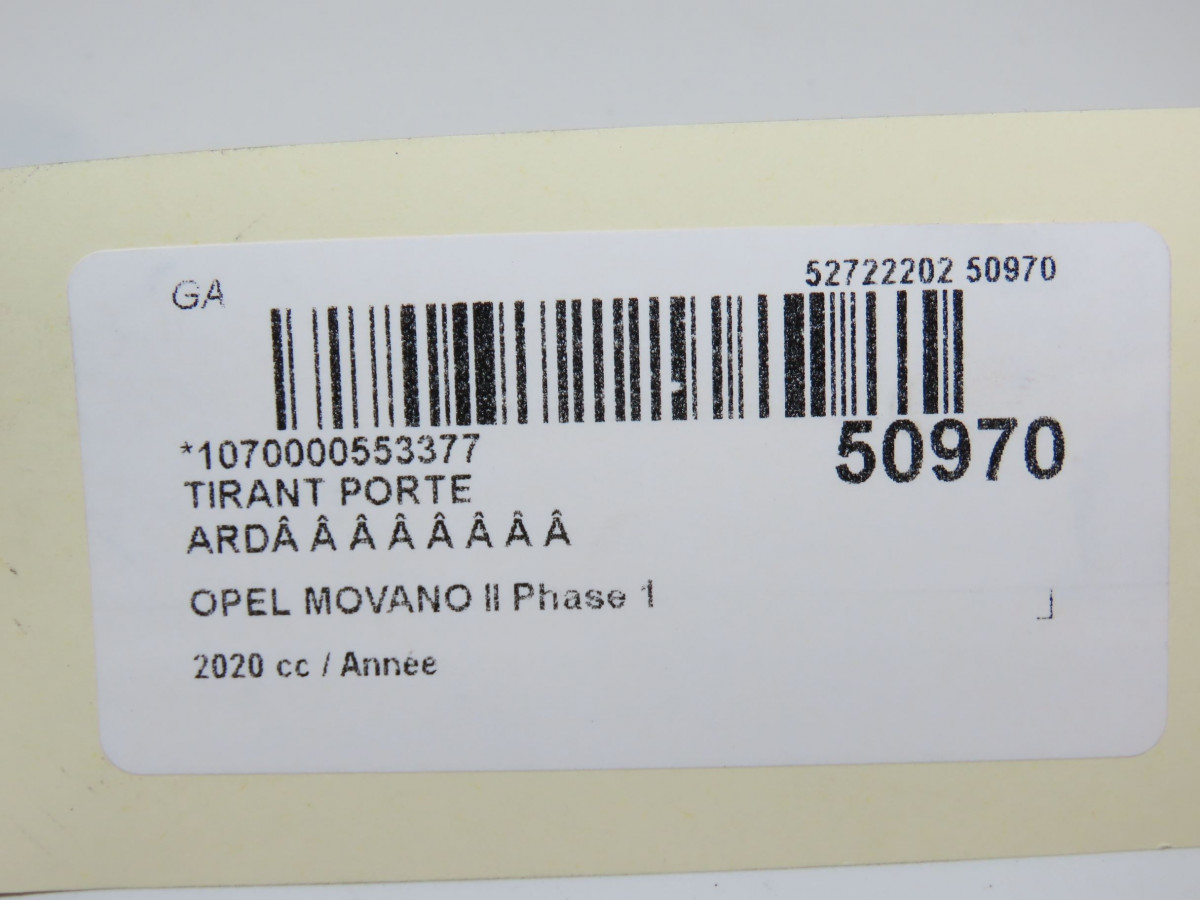 GA
52722202 50970
*1070000553377
50970
TIRANT PORTE
ARDÂ Â Â Â Â Â Â Â
OPEL MOVANO II Phase 1
2020 cc / Année